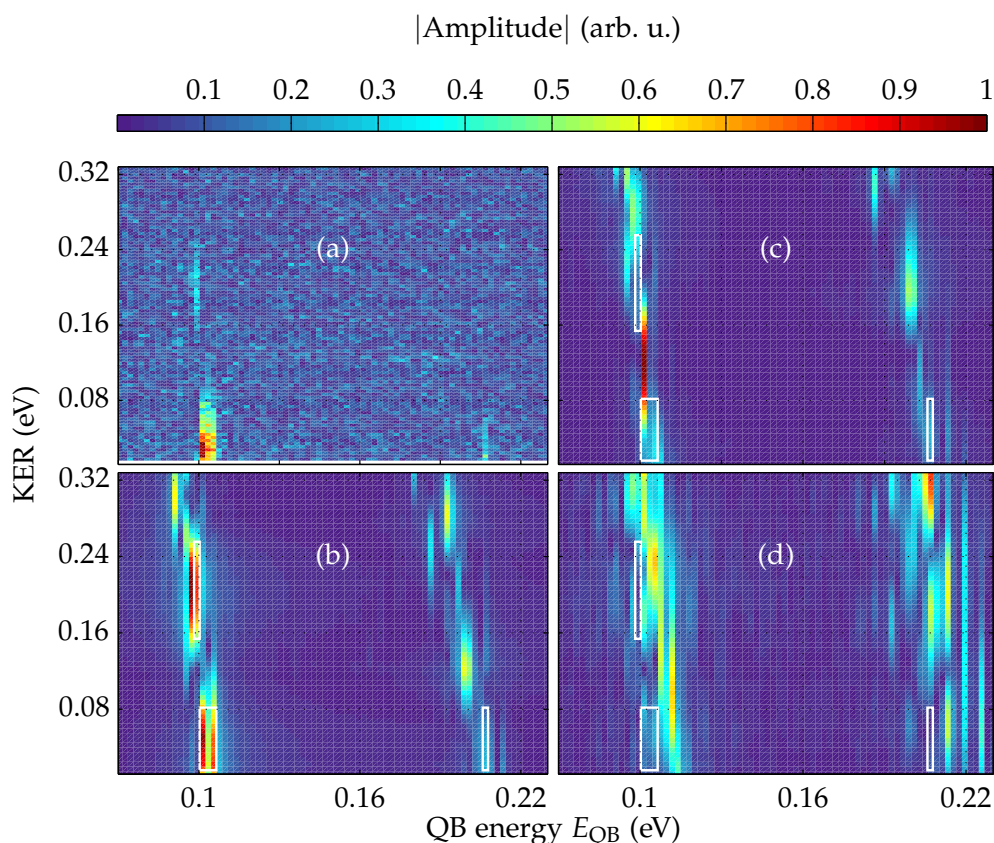 |Amplitude| (arb. u.)
0.1 0.2 0.3 0.4 0.5 0.6 0.7 0.8 0.9 1
0.32
0.24
0.16
0.08
(a)
(c)
KER (eV)
0.32
0.24
0.16
0.08
(b)
(d)
0.1 0.16 0.22 0.1 0.16 0.22
QB energy E_QB (eV)